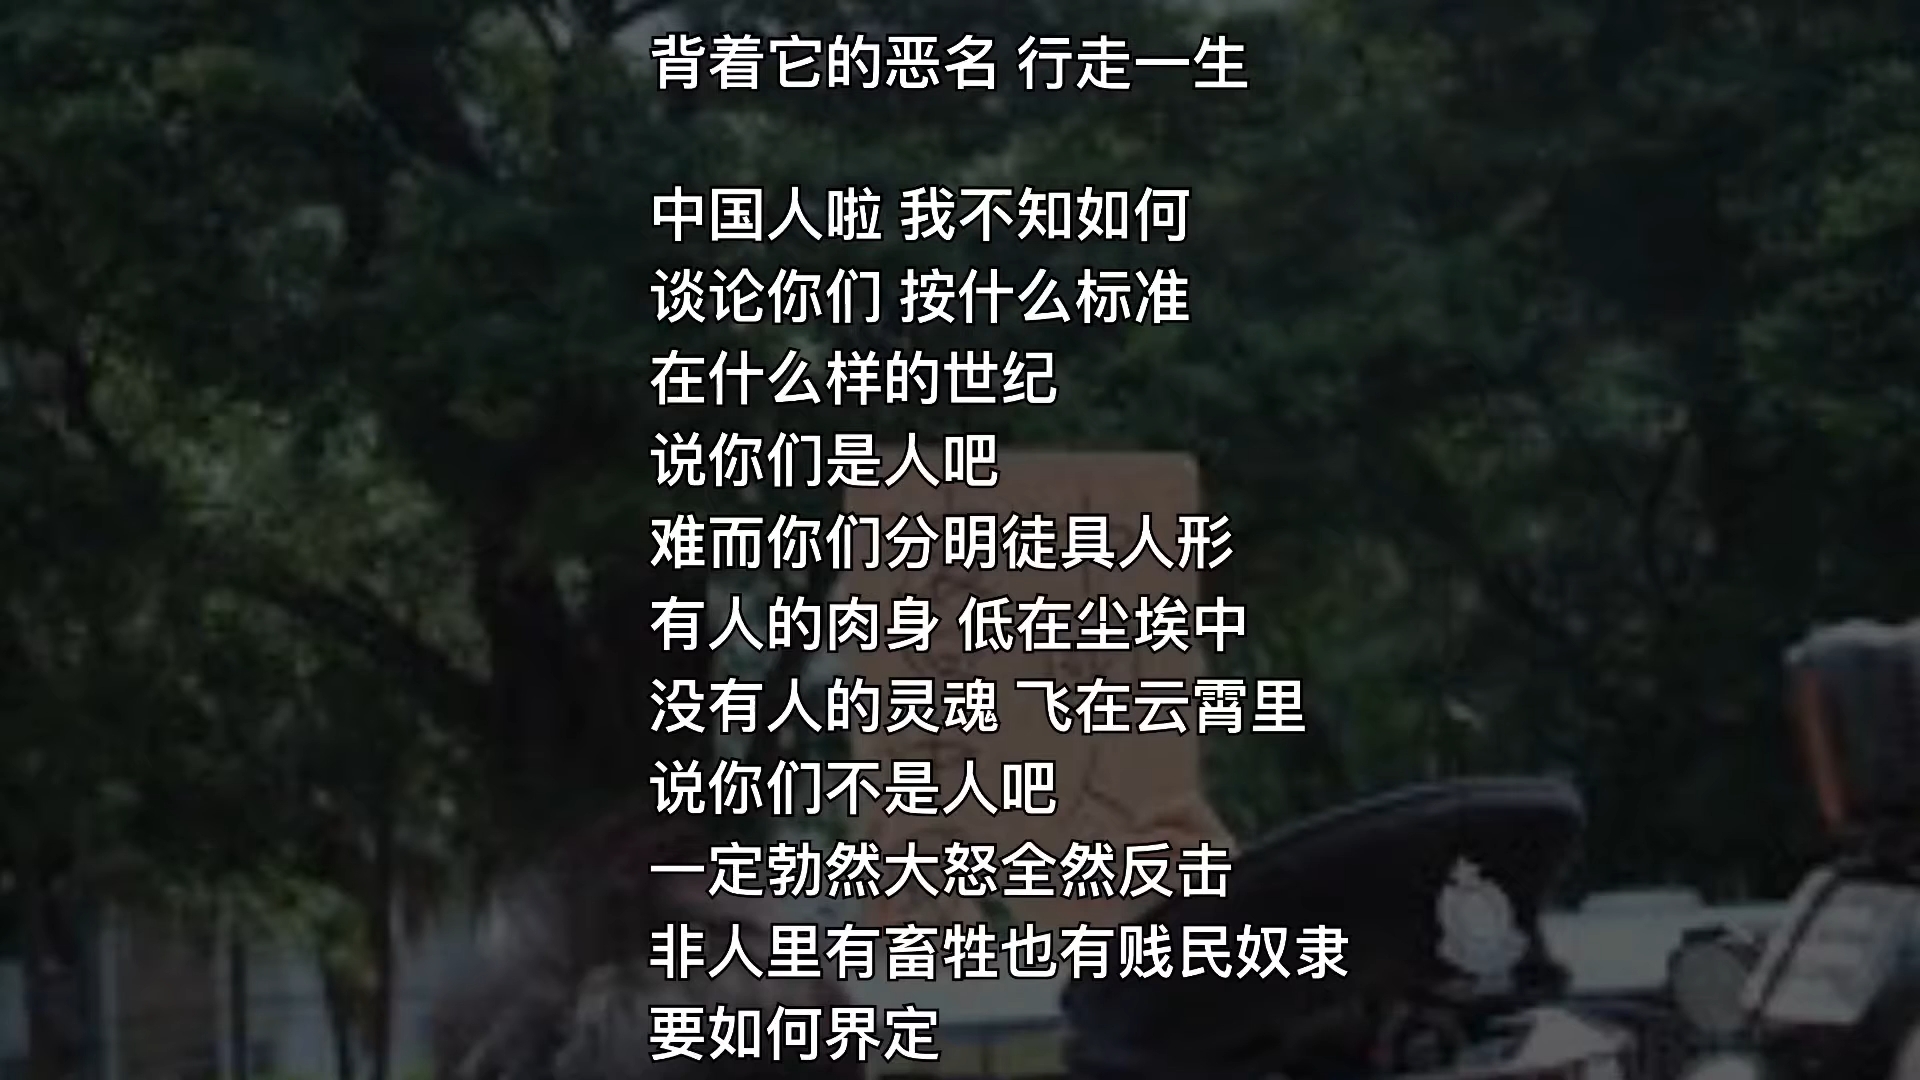 背着它的恶名 行走一生
中国人啦 我不知如何
谈论你们 按什么标准
在什么样的世纪
说你们是人吧
难而你们分明徒具人形
有人的肉身 低在尘埃中
没有人的灵魂 飞在云霄里
说你们不是人吧
一定勃然大怒全然反击
非人里有畜牲也有贱民奴隶
要如何界定